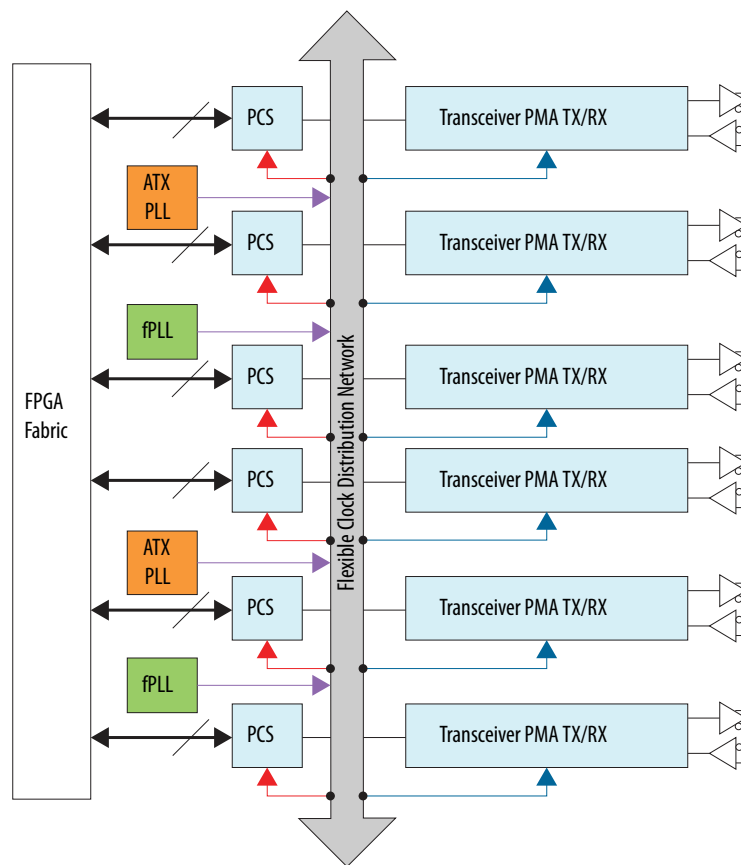 PCS
Transceiver PMA TX/RX
ATX
PLL
PCS
Transceiver PMA TX/RX
fPLL
PCS
Transceiver PMA TX/RX
FPGA
Fabric
Flexible Clock Distribution Network
PCS
Transceiver PMA TX/RX
ATX
PLL
PCS
Transceiver PMA TX/RX
fPLL
PCS
Transceiver PMA TX/RX